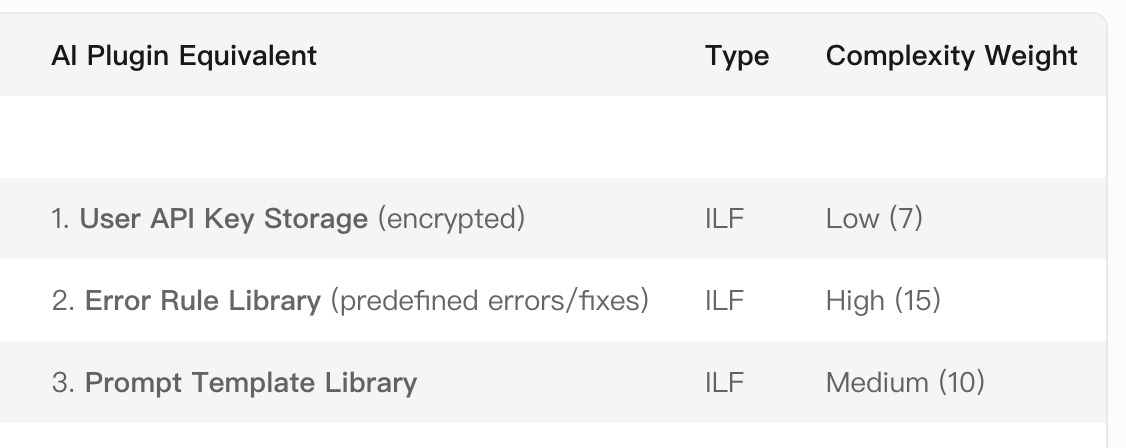 AI Plugin Equivalent Type Complexity Weight
1. User API Key Storage (encrypted) ILF Low (7)
2. Error Rule Library (predefined errors/fixes) ILF High (15)
3. Prompt Template Library ILF Medium (10)